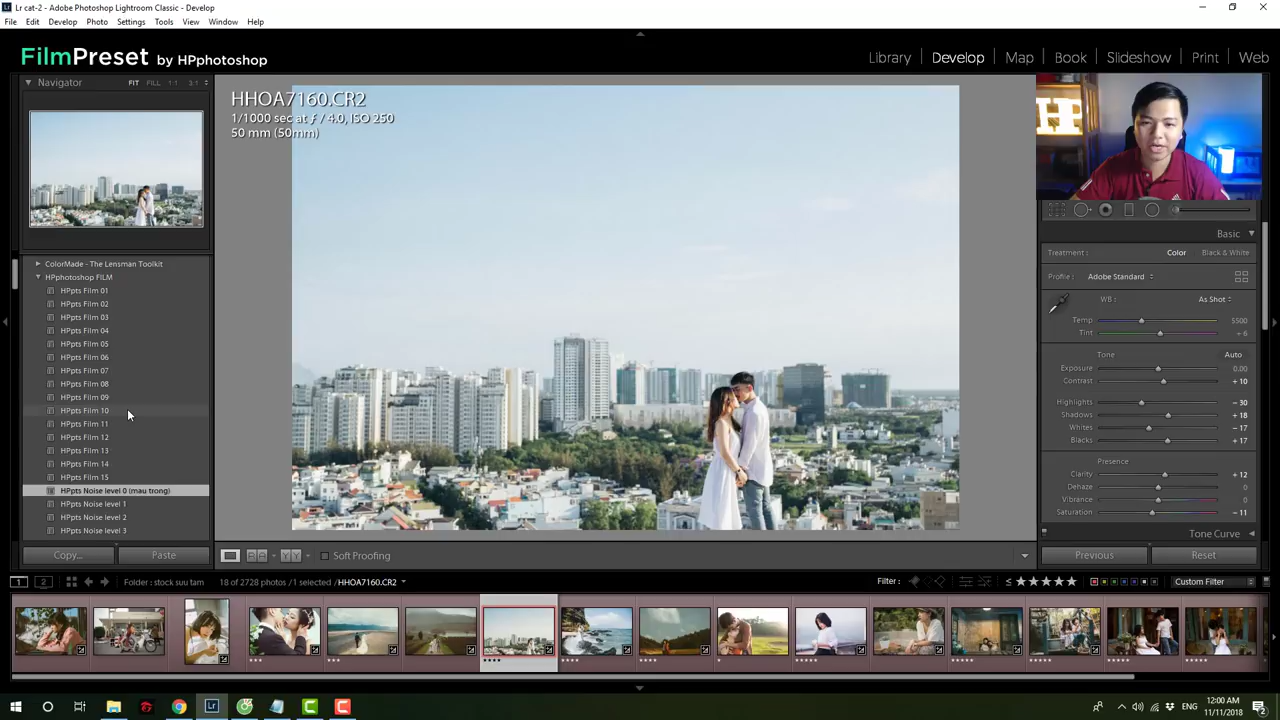 Lr cat-2 - Adobe Photoshop Lightroom Classic - Develop
File Edit Develop Photo Settings Tools View Window Help
FilmPreset by HPphotoshop
Library Develop Map Book Slideshow Print Web
Navigator FIT FILL 1:1 3:1
HHOA7160.CR2
1/1000 sec at ƒ / 4.0, ISO 250
50 mm (50mm)
ColorMade - The Lensman Toolkit
HPphotoshop FILM
HPpts Film 01
HPpts Film 02
HPpts Film 03
HPpts Film 04
HPpts Film 05
HPpts Film 06
HPpts Film 07
HPpts Film 08
HPpts Film 09
HPpts Film 10
HPpts Film 11
HPpts Film 12
HPpts Film 13
HPpts Film 14
HPpts Film 15
HPpts Noise level 0 (mau trong)
HPpts Noise level 1
HPpts Noise level 2
HPpts Noise level 3
Copy... Paste
Soft Proofing
Basic
Treatment: Color Black & White
Profile: Adobe Standard
WB: As Shot
Temp 5500
Tint + 6
Tone Auto
Exposure 0.00
Contrast + 10
Highlights - 30
Shadows + 18
Whites - 17
Blacks + 17
Presence
Clarity + 12
Dehaze 0
Vibrance 0
Saturation - 11
Tone Curve
Previous Reset
1 2 Folder : stock suu tam 18 of 2728 photos /1 selected /HHOA7160.CR2 Filter : ≤ ★★★★★ Custom Filter
ENG 12:00 AM
11/11/2018